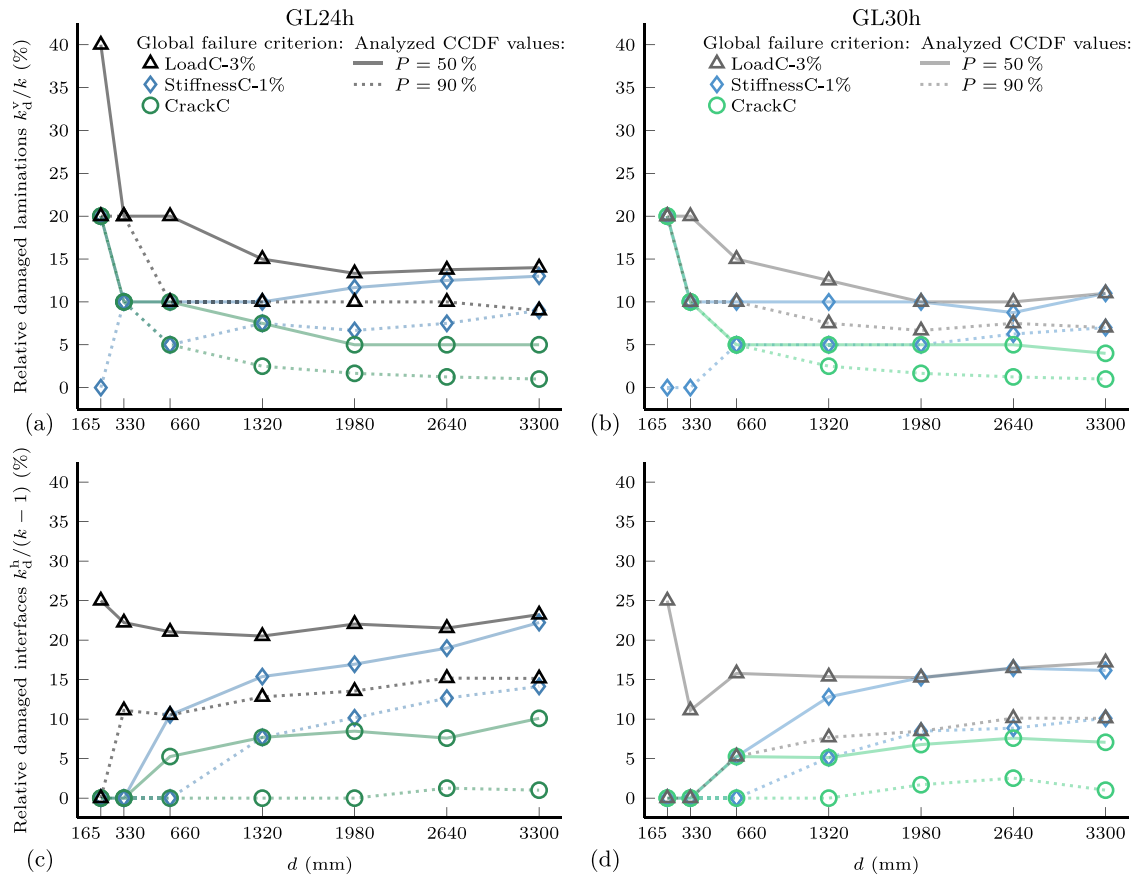 GL24h
GL30h
Relative damaged laminations k_d^v/k (%)
40
35
30
25
20
15
10
5
0
Global failure criterion:
LoadC-3%
StiffnessC-1%
CrackC
Analyzed CCDF values:
P = 50 %
P = 90 %
(a)
165 330 660 1320 1980 2640 3300
40
35
30
25
20
15
10
5
0
Global failure criterion:
LoadC-3%
StiffnessC-1%
CrackC
Analyzed CCDF values:
P = 50 %
P = 90 %
(b)
165 330 660 1320 1980 2640 3300
Relative damaged interfaces k_d^h/(k − 1) (%)
40
35
30
25
20
15
10
5
0
165 330 660 1320 1980 2640 3300
(c)
d (mm)
40
35
30
25
20
15
10
5
0
165 330 660 1320 1980 2640 3300
(d)
d (mm)